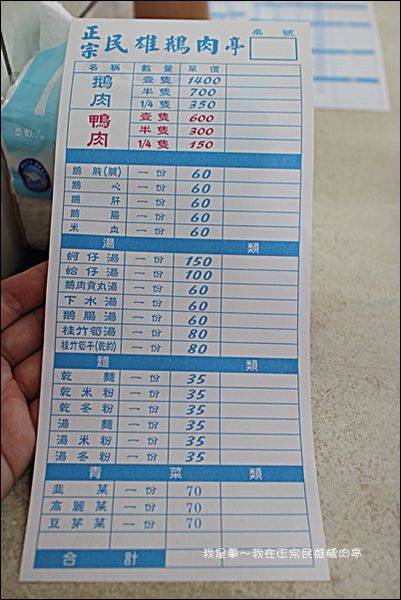 正宗民雄鵝肉亭 桌號
名稱 數量 單價
鵝肉 壹隻 1400
半隻 700
1/4隻 350
鴨肉 壹隻 600
半隻 300
1/4隻 150
鵝 胘(腱) 一份 60
鵝 心 一份 60
鵝 肝 一份 60
鵝 腸 一份 60
米 血 一份 60
湯 類
蚵仔湯 一份 150
蛤仔湯 一份 100
鵝肉貢丸湯 一份 60
下水湯 一份 60
鵝腸湯 一份 60
桂竹筍湯 一份 80
桂竹筍干(乾的) 一份 80
麵 類
乾 麵 一份 35
乾米粉 一份 35
乾冬粉 一份 35
湯 麵 一份 35
湯米粉 一份 35
湯冬粉 一份 35
青 菜 類
韭 菜 一份 70
高麗菜 一份 70
豆芽菜 一份 70
合 計
我是車～我在正宗民雄鵝肉亭